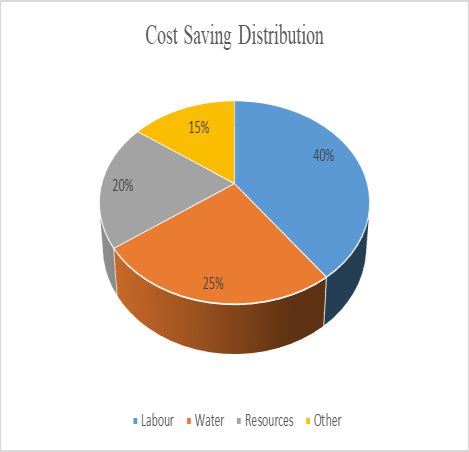 Cost Saving Distribution
15%
40%
20%
25%
Labour Water Resources Other